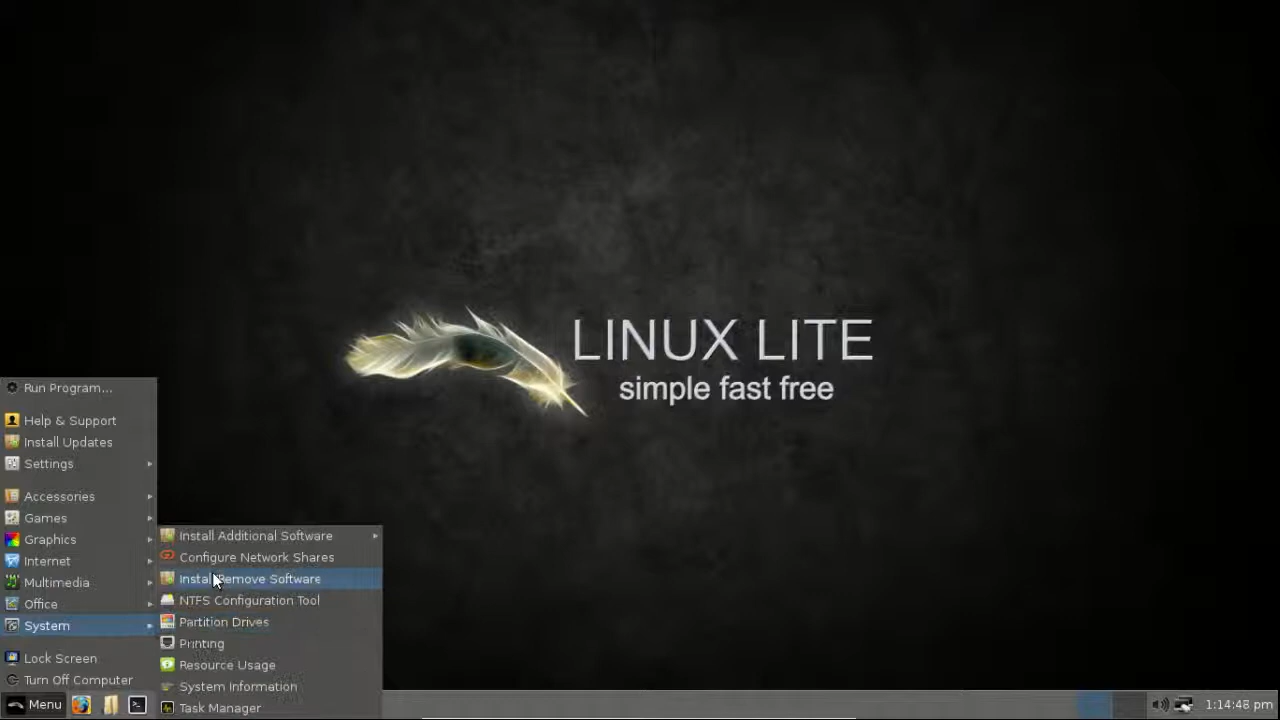 LINUX LITE
simple fast free
Run Program...
Help & Support
Install Updates
Settings
Accessories
Games
Graphics
Internet
Multimedia
Office
System
Lock Screen
Turn Off Computer
Install Additional Software
Configure Network Shares
Install Remove Software
NTFS Configuration Tool
Partition Drives
Printing
Resource Usage
System Information
Task Manager
Menu
1:14:48 pm